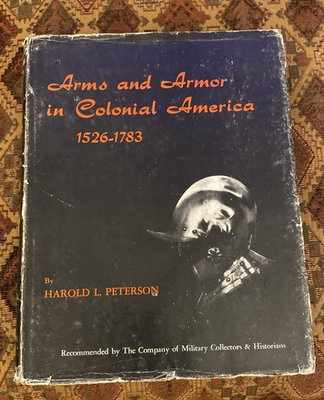 Arms and Armor
in Colonial America
1526-1783
By
HAROLD L. PETERSON
Recommended by The Company of Military Collectors & Historians